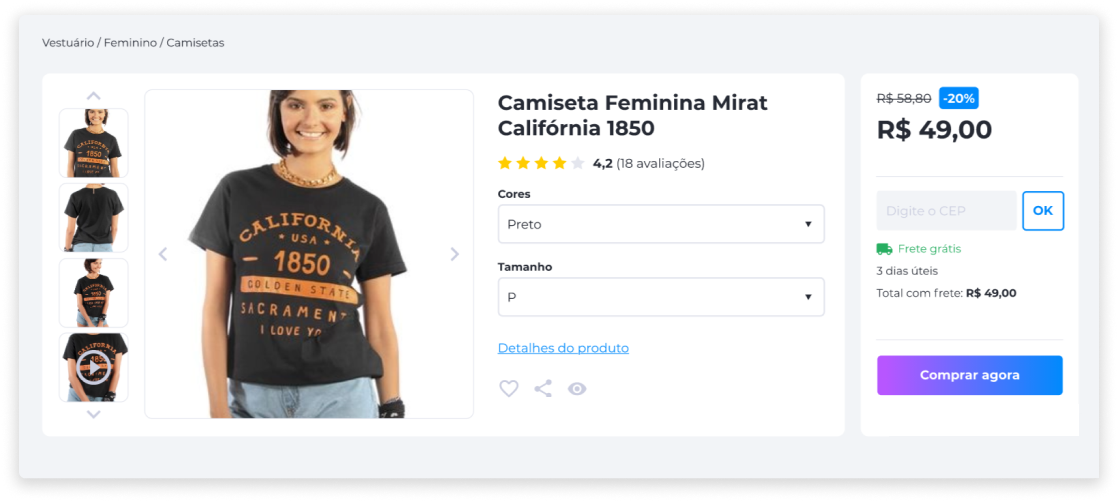 Vestuário / Feminino / Camisetas
Camiseta Feminina Mirat
Califórnia 1850
4,2 (18 avaliações)
Cores
Preto
Tamanho
P
Detalhes do produto
R$ 58,80 -20%
R$ 49,00
Digite o CEP OK
Frete grátis
3 dias úteis
Total com frete: R$ 49,00
Comprar agora
CALIFORNIA
USA
1850
GOLDEN STATE
SACRAMENT
I LOVE YO